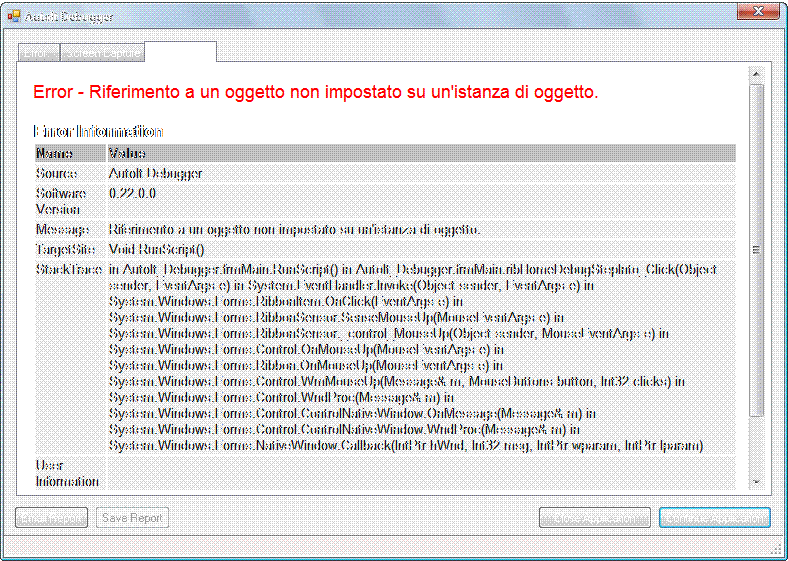 AutoIt Debugger
Error
Screen Capture
Error - Riferimento a un oggetto non impostato su un'istanza di oggetto.
Error Information
Name Value
Source AutoIt Debugger
Software Version 0.22.0.0
Message Riferimento a un oggetto non impostato su un'istanza di oggetto.
TargetSite Void RunScript()
StackTrace in AutoIt_Debugger.frmMain.RunScript() in AutoIt_Debugger.frmMain.ribHomeDebugStepInto_Click(Object
sender, EventArgs e) in System.EventHandler.Invoke(Object sender, EventArgs e) in
System.Windows.Forms.RibbonItem.OnClick(EventArgs e) in
System.Windows.Forms.RibbonSensor.SenseMouseUp(MouseEventArgs e) in
System.Windows.Forms.RibbonSensor._control_MouseUp(Object sender, MouseEventArgs e) in
System.Windows.Forms.Control.OnMouseUp(MouseEventArgs e) in
System.Windows.Forms.Ribbon.OnMouseUp(MouseEventArgs e) in
System.Windows.Forms.Control.WmMouseUp(Message& m, MouseButtons button, Int32 clicks) in
System.Windows.Forms.Control.WndProc(Message& m) in
System.Windows.Forms.Control.ControlNativeWindow.OnMessage(Message& m) in
System.Windows.Forms.Control.ControlNativeWindow.WndProc(Message& m) in
System.Windows.Forms.NativeWindow.Callback(IntPtr hWnd, Int32 msg, IntPtr wparam, IntPtr lparam)
User
Information
Email Report
Save Report
Close Application
Continue Application